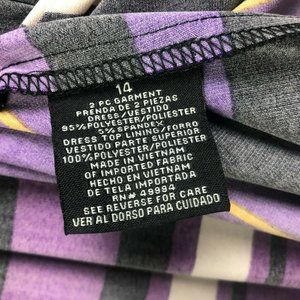 14
2 PC GARMENT
PRENDA DE 2 PIEZAS
DRESS/VESTIDO
95%POLYESTER/POLIESTER
5% SPANDEX
DRESS TOP LINING/FORRO
VESTIDO PARTE SUPERIOR
100%POLYESTER/POLIESTER
MADE IN VIETNAM
OF IMPORTED FABRIC
HECHO EN VIETNAM
DE TELA IMPORTADO
RN# 49994
SEE REVERSE FOR CARE
VER AL DORSO PARA CUIDADO